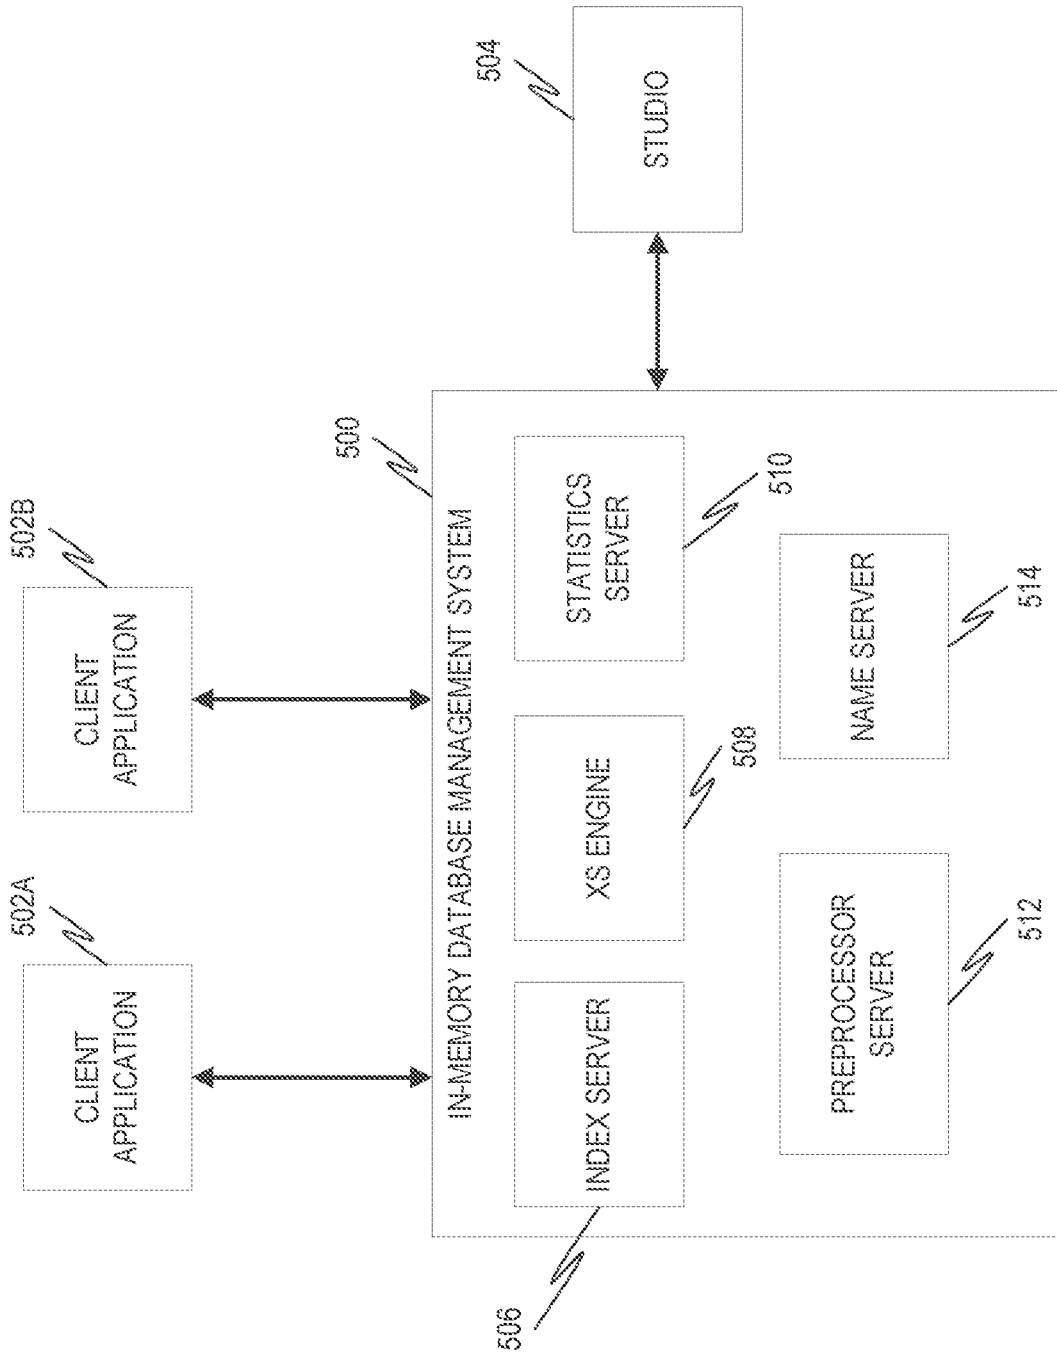 502A
CLIENT
APPLICATION
502B
CLIENT
APPLICATION
500
IN-MEMORY DATABASE MANAGEMENT SYSTEM
504
STUDIO
INDEX SERVER
506
XS ENGINE
508
STATISTICS
SERVER
510
PREPROCESSOR
SERVER
512
NAME SERVER
514